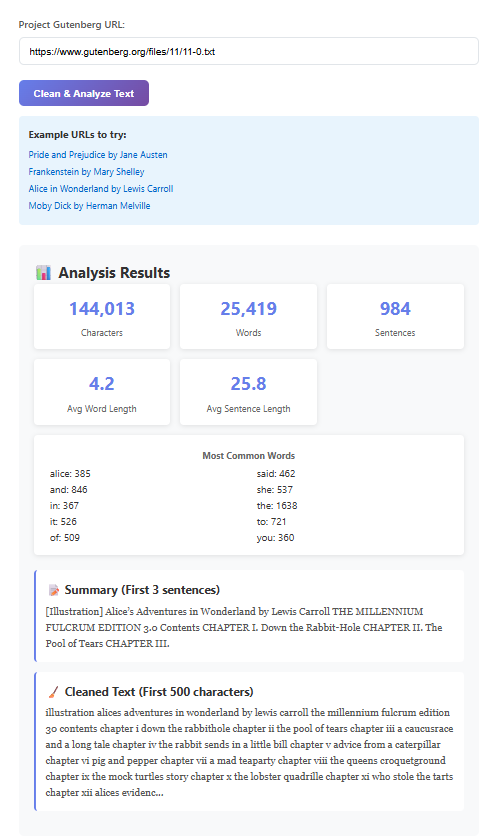 Project Gutenberg URL:
https://www.gutenberg.org/files/11/11-0.txt
Clean & Analyze Text
Example URLs to try:
Pride and Prejudice by Jane Austen
Frankenstein by Mary Shelley
Alice in Wonderland by Lewis Carroll
Moby Dick by Herman Melville
Analysis Results
144,013
Characters
25,419
Words
984
Sentences
4.2
Avg Word Length
25.8
Avg Sentence Length
Most Common Words
alice: 385
said: 462
and: 846
she: 537
in: 367
the: 1638
it: 526
to: 721
of: 509
you: 360
Summary (First 3 sentences)
[Illustration] Alice’s Adventures in Wonderland by Lewis Carroll THE MILLENNIUM
FULCRUM EDITION 3.0 Contents CHAPTER I. Down the Rabbit-Hole CHAPTER II. The
Pool of Tears CHAPTER III.
Cleaned Text (First 500 characters)
illustration alices adventures in wonderland by lewis carroll the millennium fulcrum edition
30 contents chapter i down the rabbithole chapter ii the pool of tears chapter iii a caucusrace
and a long tale chapter iv the rabbit sends in a little bill chapter v advice from a caterpillar
chapter vi pig and pepper chapter vii a mad teaparty chapter viii the queens croquetground
chapter ix the mock turtles story chapter x the lobster quadrille chapter xi who stole the tarts
chapter xii alices evidenc...